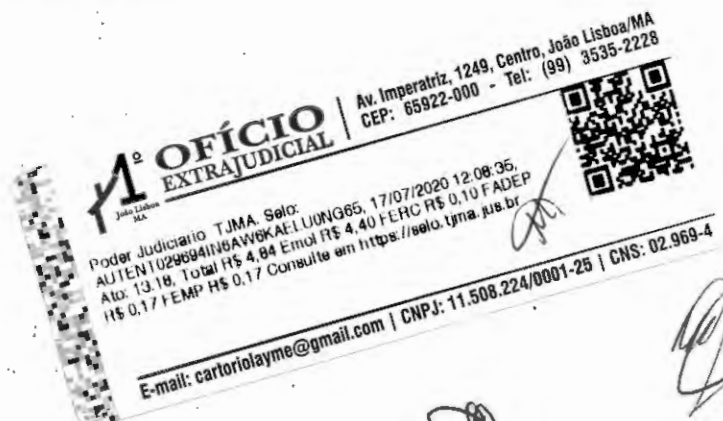 1º OFÍCIO
EXTRAJUDICIAL
João Lisboa
MA
Av. Imperatriz, 1249, Centro, João Lisboa/MA
CEP: 65922-000 - Tel: (99) 3535-2228
Poder Judiciario TJMA. Selo:
AUTENT029694IN6AW6KAELU0NG65, 17/07/2020 12:08:35,
Ato: 13.18, Total R$ 4,84 Emol R$ 4,40 FERC R$ 0,10 FADEP
R$ 0,17 FEMP R$ 0,17 Consulte em https://selo.tjma.jus.br
E-mail: cartoriolayme@gmail.com | CNPJ: 11.508.224/0001-25 | CNS: 02.969-4